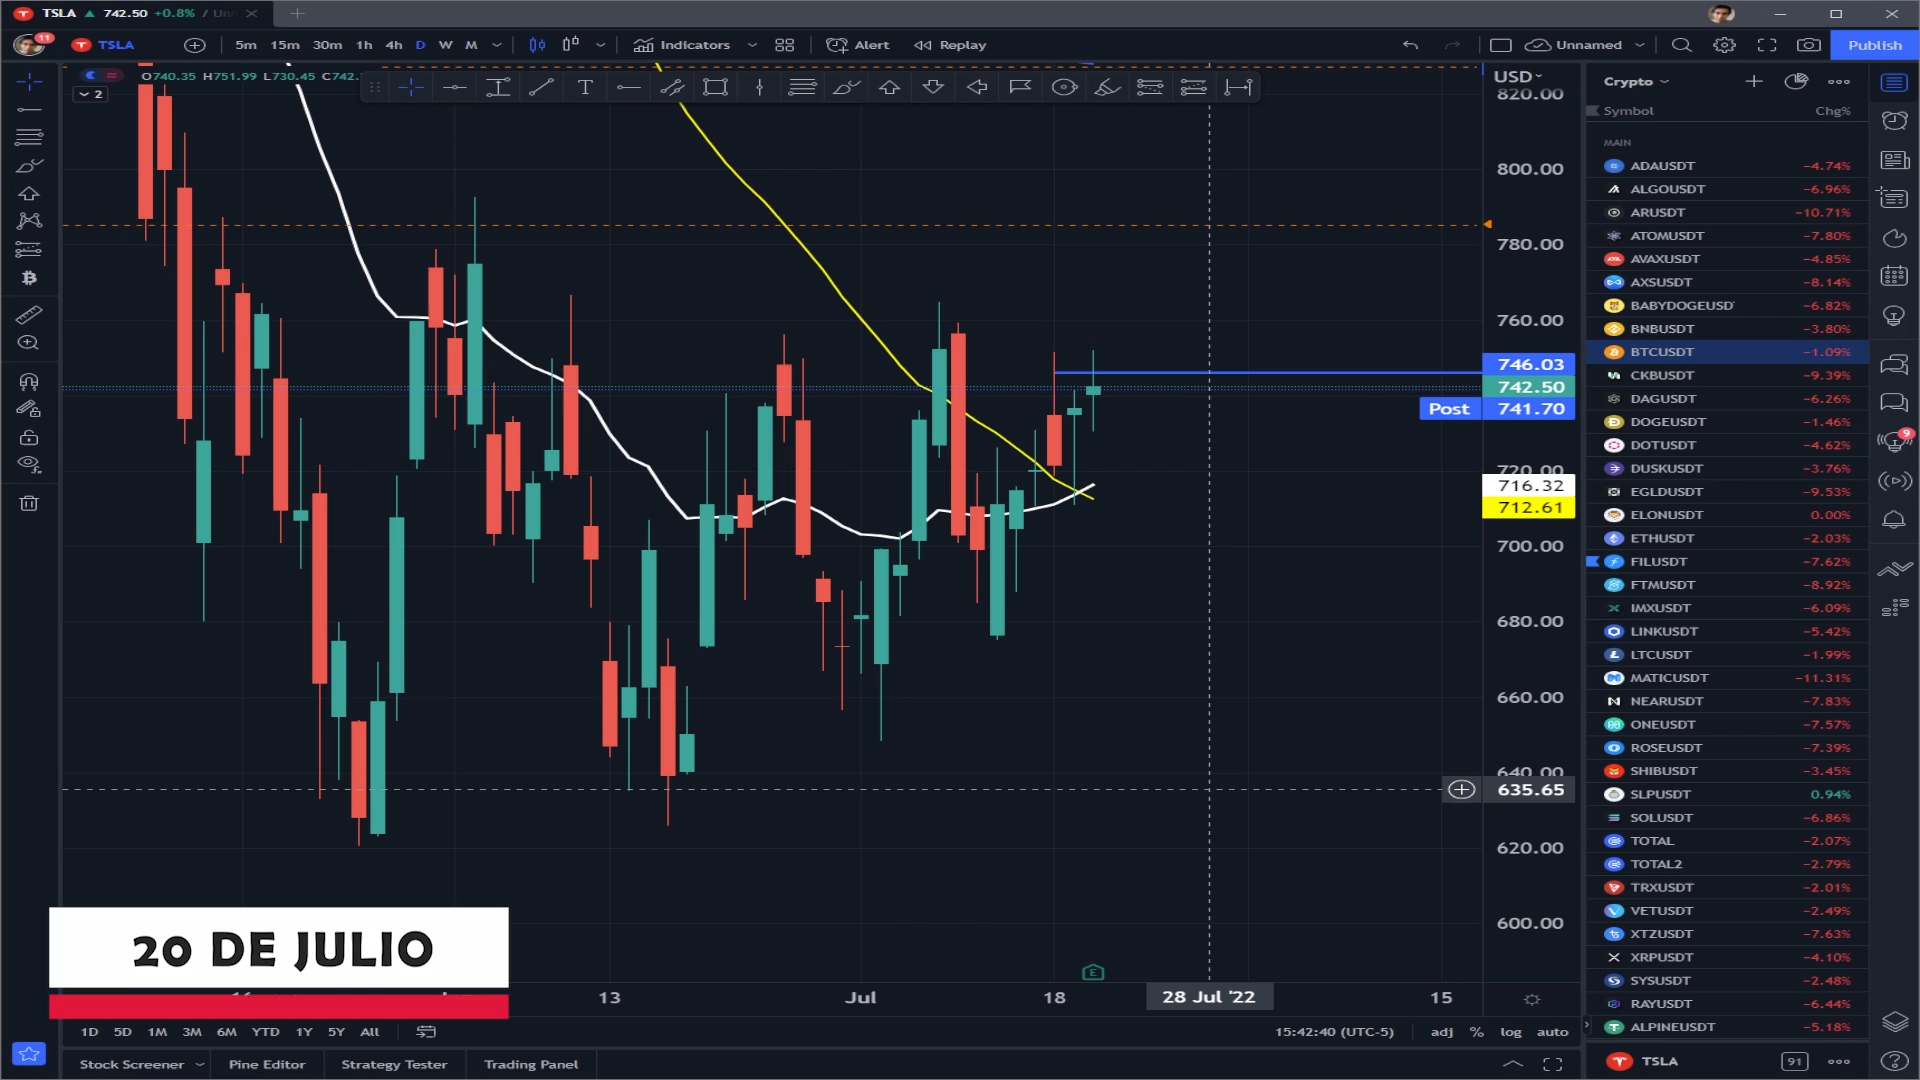 TSLA ▲ 742.50 +0.8% / Un
11 TSLA 5m 15m 30m 1h 4h D W M Indicators Alert Replay Unnamed Publish
O740.35 H751.99 L730.45 C742.
2
USD
820.00
800.00
780.00
760.00
746.03
742.50
Post 741.70
720.00
716.32
712.61
700.00
680.00
660.00
640.00
635.65
620.00
600.00
20 DE JULIO
13 Jul 18 28 Jul '22 15
1D 5D 1M 3M 6M YTD 1Y 5Y All 15:42:40 (UTC-5) adj % log auto
Stock Screener Pine Editor Strategy Tester Trading Panel
Crypto
Symbol Chg%
MAIN
ADAUSDT −4.74%
ALGOUSDT −6.96%
ARUSDT −10.71%
ATOMUSDT −7.80%
AVAXUSDT −4.85%
AXSUSDT −8.14%
BABYDOGEUSD −6.82%
BNBUSDT −3.80%
BTCUSDT −1.09%
CKBUSDT −9.39%
DAGUSDT −6.26%
DOGEUSDT −1.46%
DOTUSDT −4.62%
DUSKUSDT −3.76%
EGLDUSDT −9.53%
ELONUSDT 0.00%
ETHUSDT −2.03%
FILUSDT −7.62%
FTMUSDT −8.92%
IMXUSDT −6.09%
LINKUSDT −5.42%
LTCUSDT −1.99%
MATICUSDT −11.31%
NEARUSDT −7.83%
ONEUSDT −7.57%
ROSEUSDT −7.39%
SHIBUSDT −3.45%
SLPUSDT 0.94%
SOLUSDT −6.86%
TOTAL −2.07%
TOTAL2 −2.79%
TRXUSDT −2.01%
VETUSDT −2.49%
XTZUSDT −7.63%
XRPUSDT −4.10%
SYSUSDT −2.48%
RAYUSDT −6.44%
ALPINEUSDT −5.18%
TSLA 91
9
E